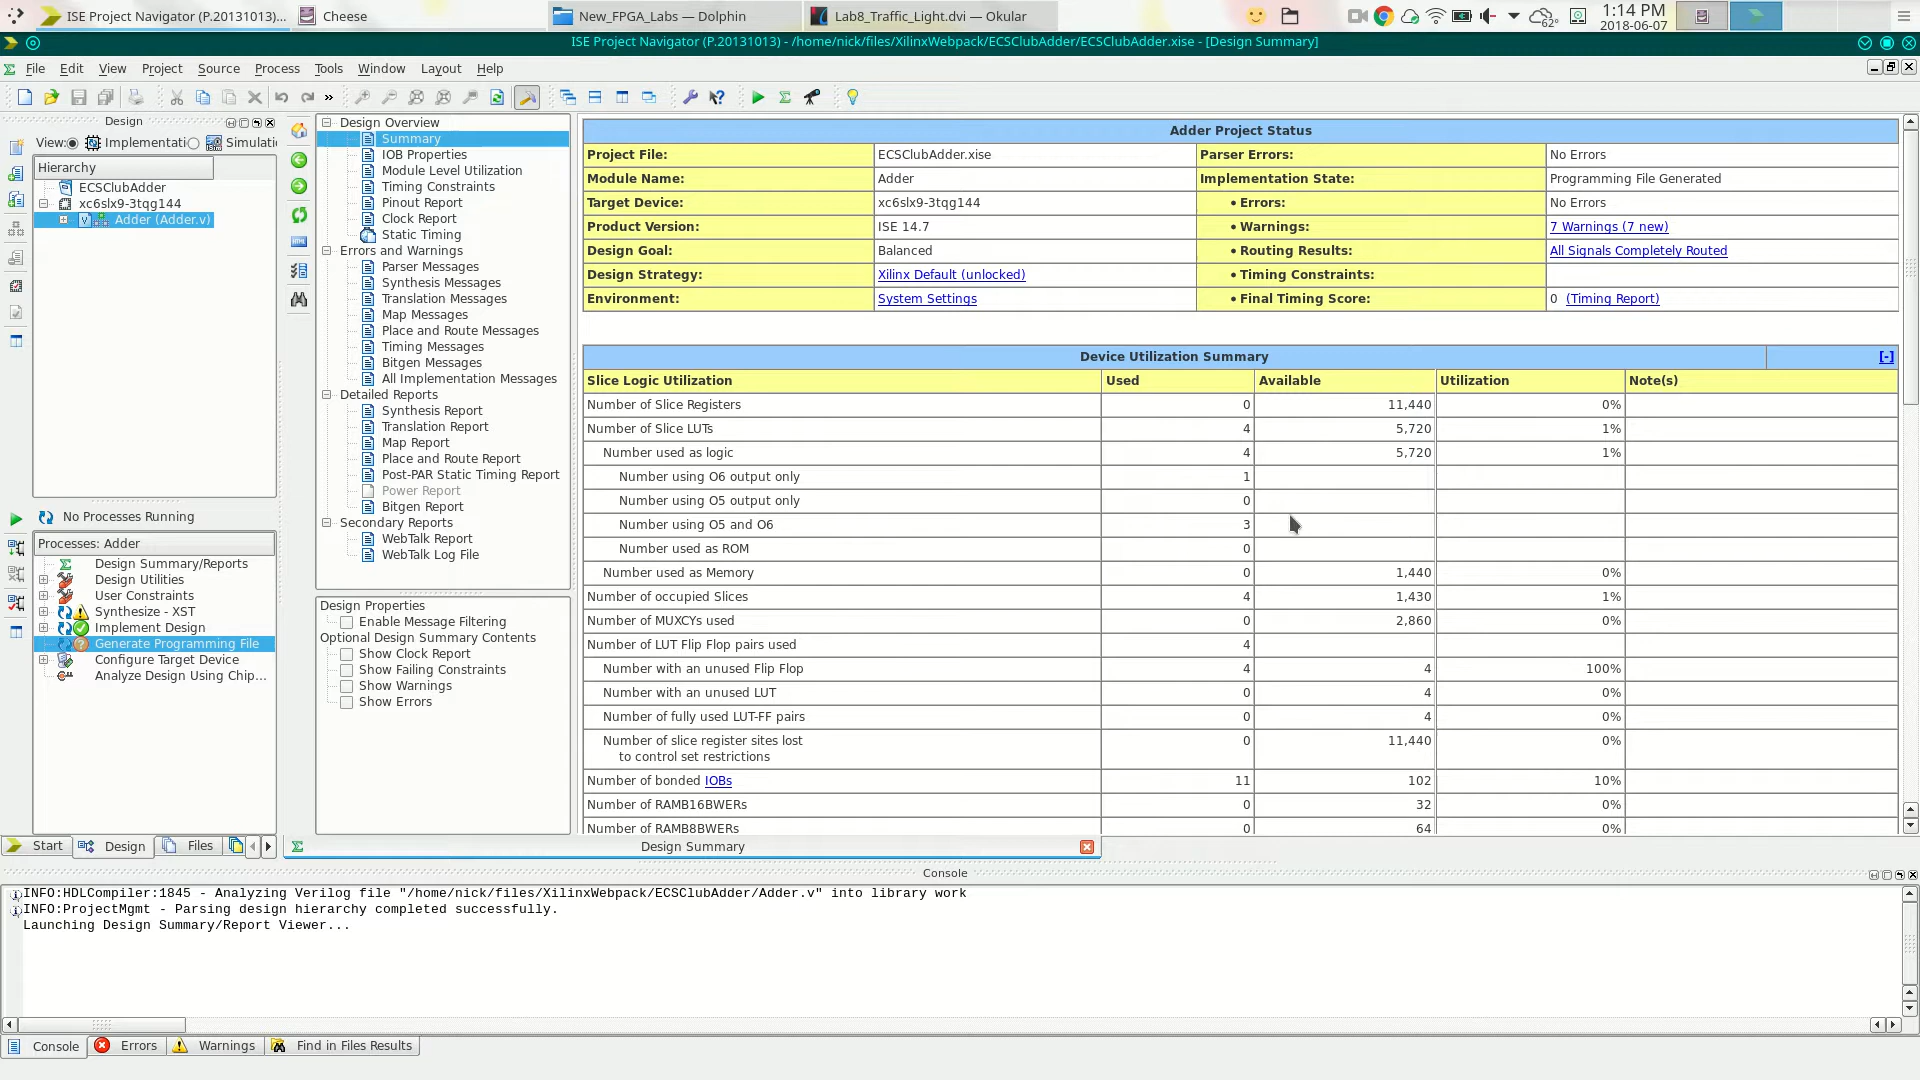 ISE Project Navigator (P.20131013)...
Cheese
New_FPGA_Labs — Dolphin
Lab8_Traffic_Light.dvi — Okular
62°
1:14 PM
2018-06-07
ISE Project Navigator (P.20131013) - /home/nick/files/XilinxWebpack/ECSClubAdder/ECSClubAdder.xise - [Design Summary]
File Edit View Project Source Process Tools Window Layout Help
Design
View: Implementati Simulati
Hierarchy
ECSClubAdder
xc6slx9-3tqg144
Adder (Adder.v)
No Processes Running
Processes: Adder
Design Summary/Reports
Design Utilities
User Constraints
Synthesize - XST
Implement Design
Generate Programming File
Configure Target Device
Analyze Design Using Chip...
Start
Design
Files
Design Overview
Summary
IOB Properties
Module Level Utilization
Timing Constraints
Pinout Report
Clock Report
Static Timing
Errors and Warnings
Parser Messages
Synthesis Messages
Translation Messages
Map Messages
Place and Route Messages
Timing Messages
Bitgen Messages
All Implementation Messages
Detailed Reports
Synthesis Report
Translation Report
Map Report
Place and Route Report
Post-PAR Static Timing Report
Power Report
Bitgen Report
Secondary Reports
WebTalk Report
WebTalk Log File
Design Properties
Enable Message Filtering
Optional Design Summary Contents
Show Clock Report
Show Failing Constraints
Show Warnings
Show Errors
Adder Project Status
Project File: ECSClubAdder.xise Parser Errors: No Errors
Module Name: Adder Implementation State: Programming File Generated
Target Device: xc6slx9-3tqg144 • Errors: No Errors
Product Version: ISE 14.7 • Warnings: 7 Warnings (7 new)
Design Goal: Balanced • Routing Results: All Signals Completely Routed
Design Strategy: Xilinx Default (unlocked) • Timing Constraints:
Environment: System Settings • Final Timing Score: 0 (Timing Report)
Device Utilization Summary [-]
Slice Logic Utilization Used Available Utilization Note(s)
Number of Slice Registers 0 11,440 0%
Number of Slice LUTs 4 5,720 1%
Number used as logic 4 5,720 1%
Number using O6 output only 1
Number using O5 output only 0
Number using O5 and O6 3
Number used as ROM 0
Number used as Memory 0 1,440 0%
Number of occupied Slices 4 1,430 1%
Number of MUXCYs used 0 2,860 0%
Number of LUT Flip Flop pairs used 4
Number with an unused Flip Flop 4 4 100%
Number with an unused LUT 0 4 0%
Number of fully used LUT-FF pairs 0 4 0%
Number of slice register sites lost 0 11,440 0%
to control set restrictions
Number of bonded IOBs 11 102 10%
Number of RAMB16BWERs 0 32 0%
Number of RAMB8BWERs 0 64 0%
Design Summary
Console
INFO:HDLCompiler:1845 - Analyzing Verilog file "/home/nick/files/XilinxWebpack/ECSClubAdder/Adder.v" into library work
INFO:ProjectMgmt - Parsing design hierarchy completed successfully.
Launching Design Summary/Report Viewer...
Console Errors Warnings Find in Files Results